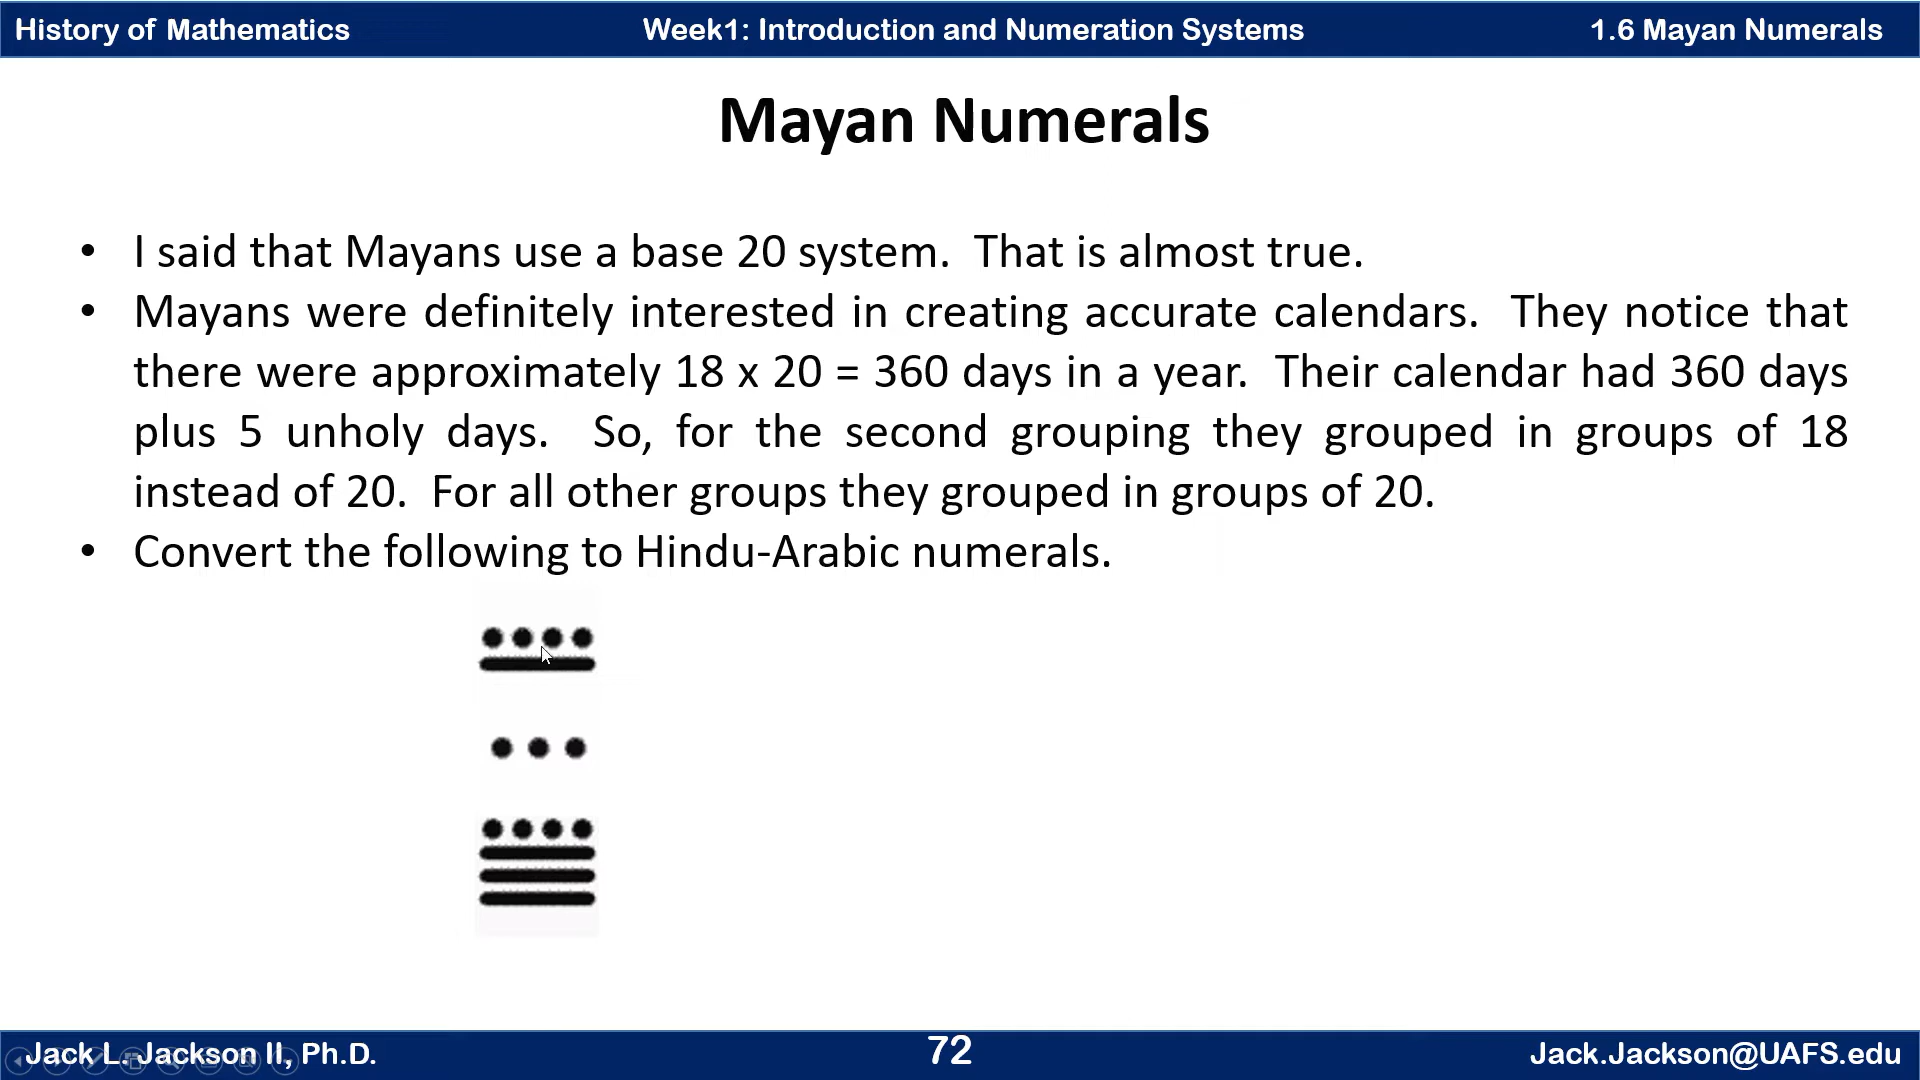 History of Mathematics
Week1: Introduction and Numeration Systems
1.6 Mayan Numerals
Mayan Numerals
• I said that Mayans use a base 20 system. That is almost true.
• Mayans were definitely interested in creating accurate calendars. They notice that
there were approximately 18 x 20 = 360 days in a year. Their calendar had 360 days
plus 5 unholy days. So, for the second grouping they grouped in groups of 18
instead of 20. For all other groups they grouped in groups of 20.
• Convert the following to Hindu-Arabic numerals.
Jack L. Jackson II, Ph.D.
72
Jack.Jackson@UAFS.edu